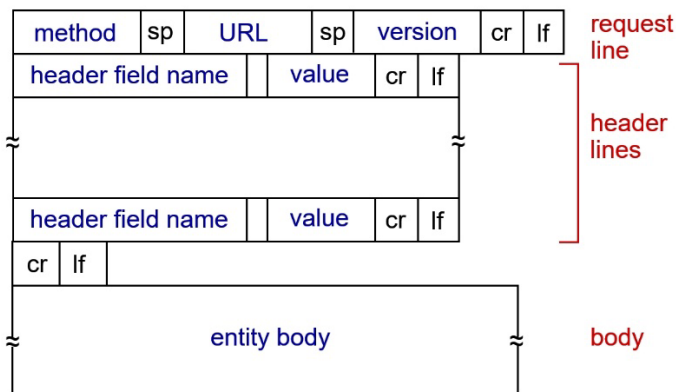 method sp URL sp version cr lf request
line
header field name value cr lf
header
lines
header field name value cr lf
cr lf
entity body body